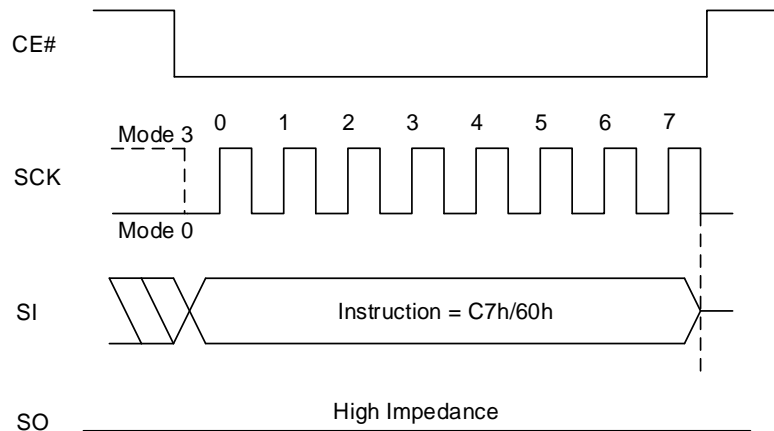 CE#
0 1 2 3 4 5 6 7
Mode 3
SCK
Mode 0
SI
Instruction = C7h/60h
High Impedance
SO